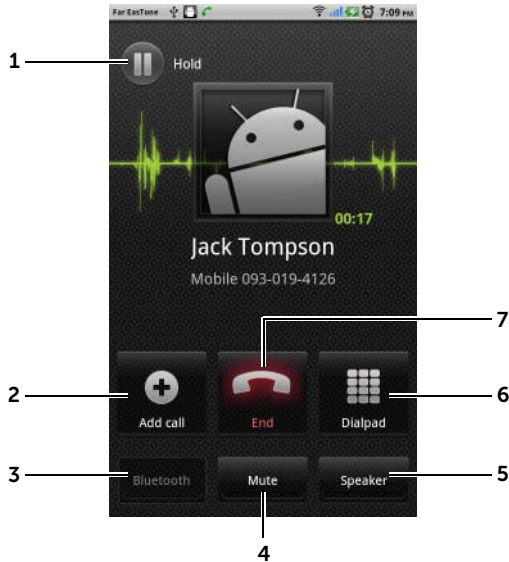 Far EasTone 7:09 PM
1
Hold
00:17
Jack Tompson
Mobile 093-019-4126
7
2
6
Add call End Dialpad
3
5
Bluetooth Mute Speaker
4